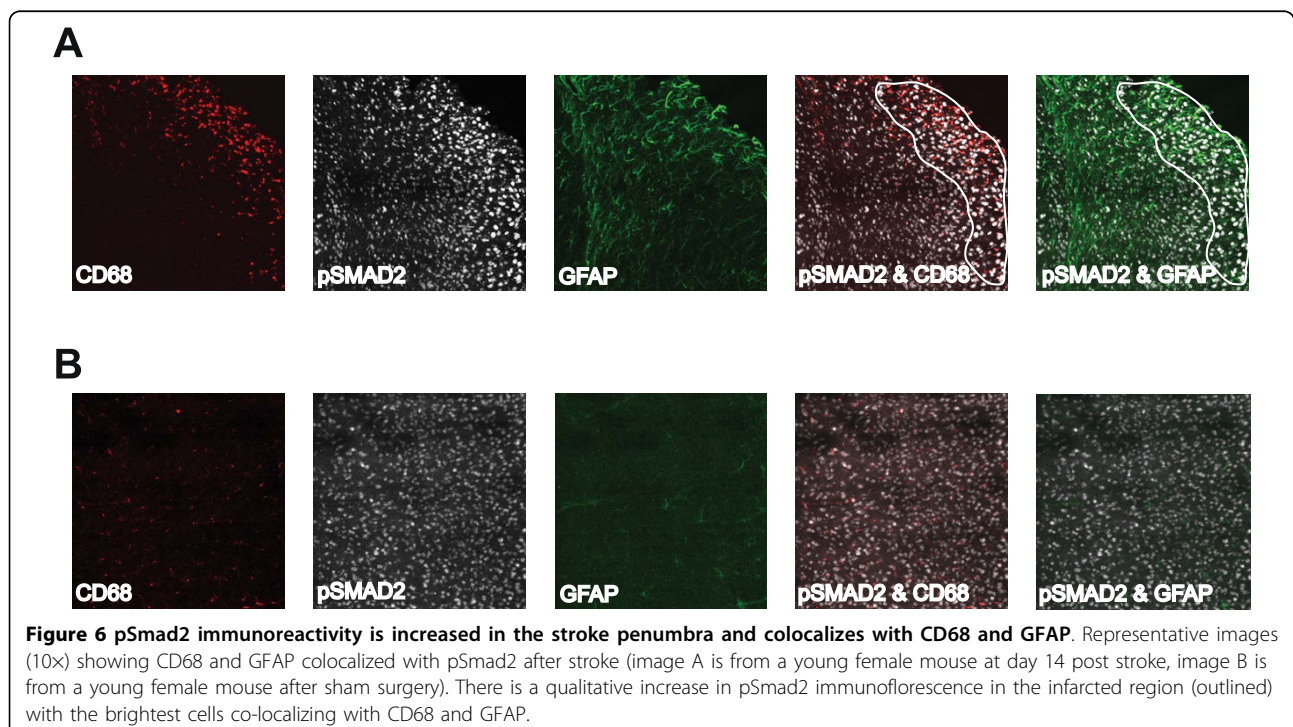 A
CD68
pSMAD2
GFAP
pSMAD2 & CD68
pSMAD2 & GFAP
B
CD68
pSMAD2
GFAP
pSMAD2 & CD68
pSMAD2 & GFAP
Figure 6 pSmad2 immunoreactivity is increased in the stroke penumbra and colocalizes with CD68 and GFAP. Representative images
(10×) showing CD68 and GFAP colocalized with pSmad2 after stroke (image A is from a young female mouse at day 14 post stroke, image B is
from a young female mouse after sham surgery). There is a qualitative increase in pSmad2 immunoflorescence in the infarcted region (outlined)
with the brightest cells co-localizing with CD68 and GFAP.